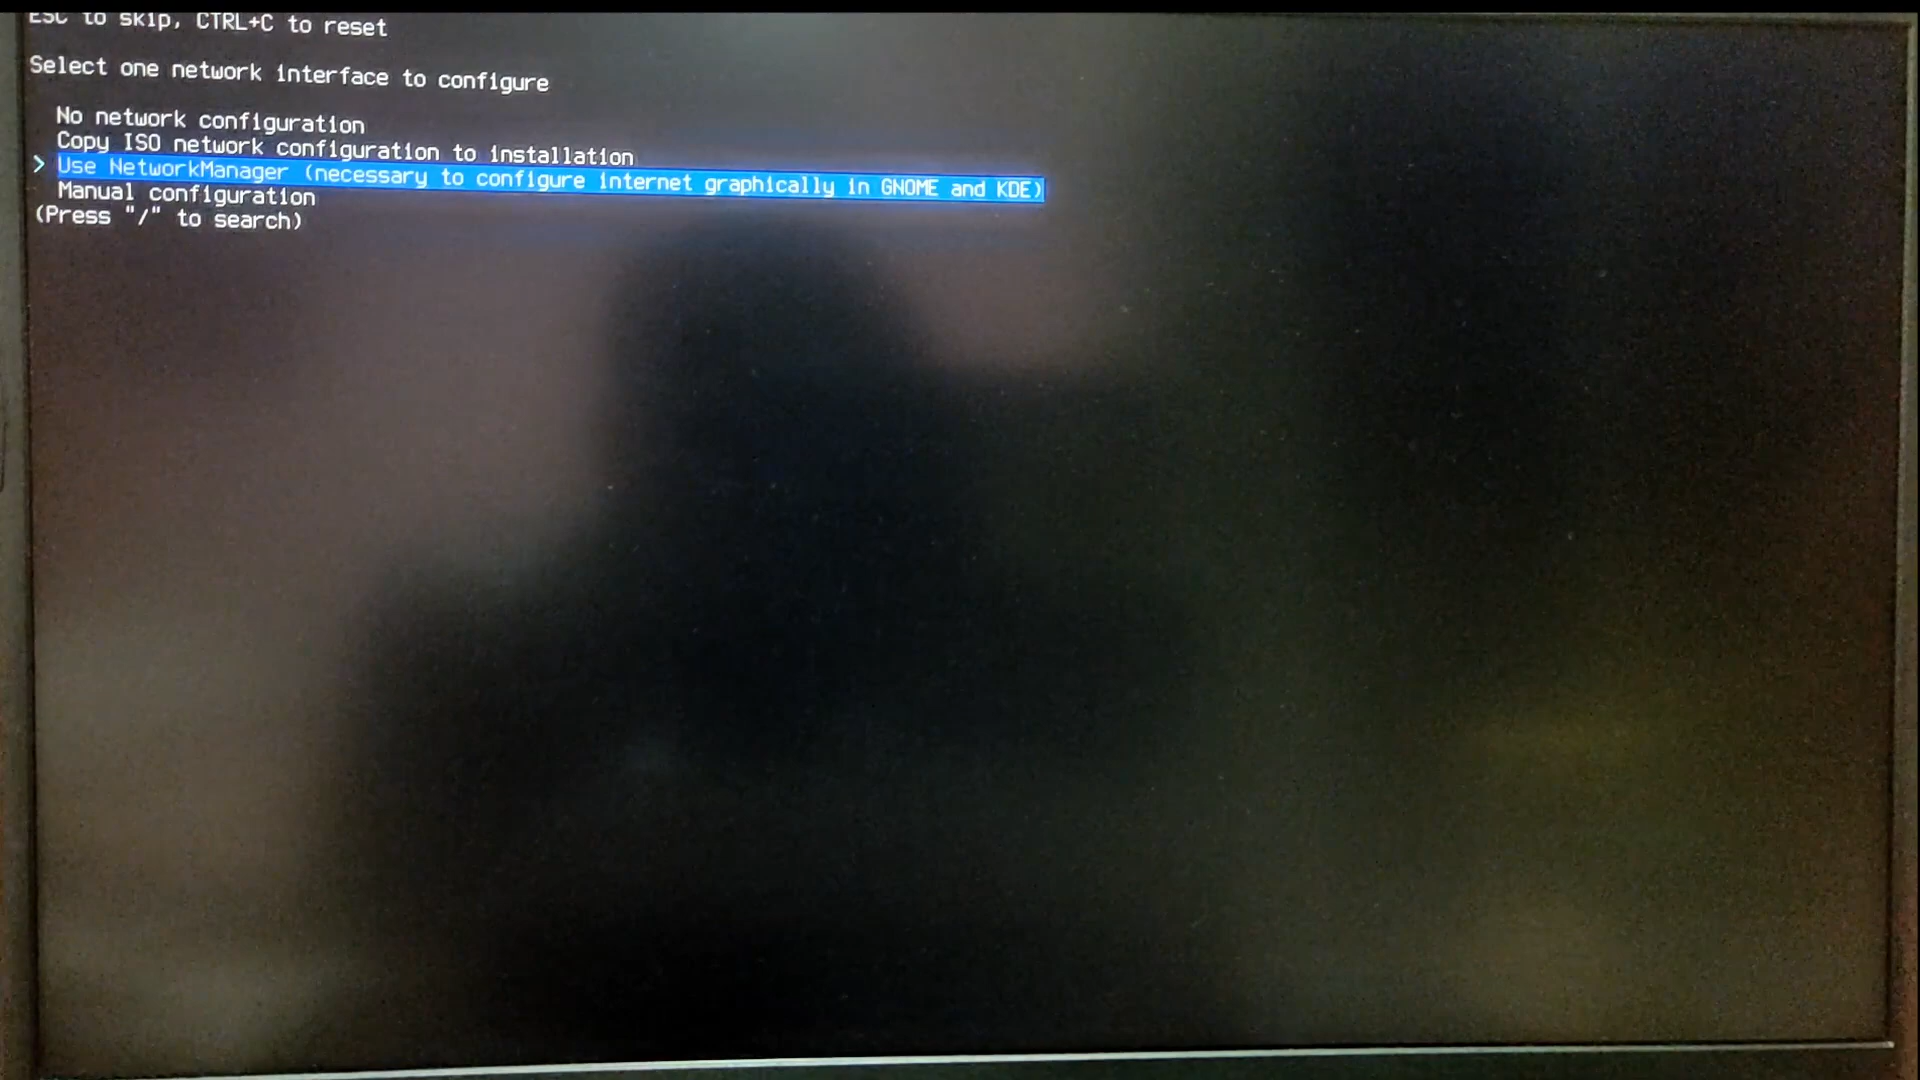 ESC to skip, CTRL+C to reset
Select one network interface to configure
No network configuration
Copy ISO network configuration to installation
> Use NetworkManager (necessary to configure internet graphically in GNOME and KDE)
Manual configuration
(Press "/" to search)